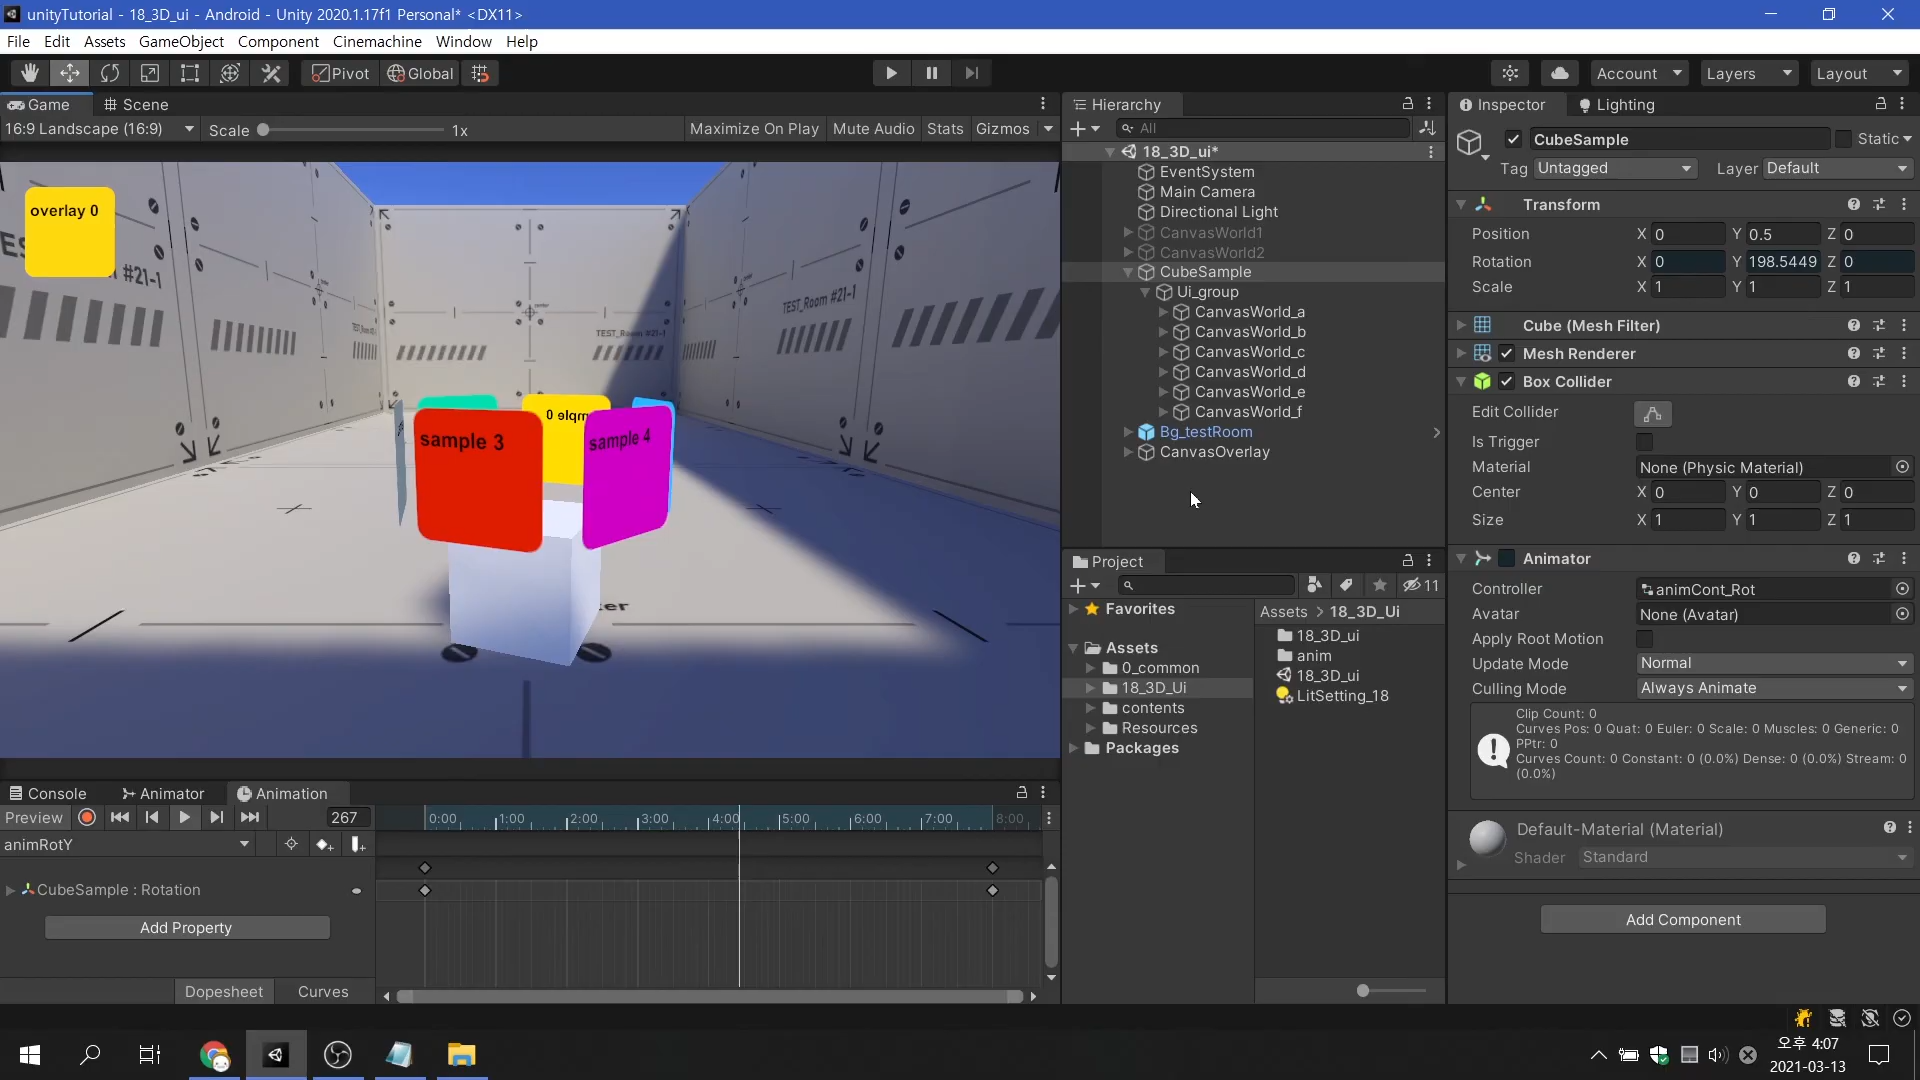 unityTutorial - 18_3D_ui - Android - Unity 2020.1.17f1 Personal* <DX11>
File Edit Assets GameObject Component Cinemachine Window Help
Pivot Global Account Layers Layout
Game Scene
16:9 Landscape (16:9) Scale 1x Maximize On Play Mute Audio Stats Gizmos
overlay 0
TEST_Room #21-1
TEST_Room #21-1
sample 3
sample 4
Console Animator Animation
Preview 267 0:00 1:00 2:00 3:00 4:00 5:00 6:00 7:00 8:00
animRotY
CubeSample : Rotation
Add Property
Dopesheet Curves
Hierarchy
All
18_3D_ui*
EventSystem
Main Camera
Directional Light
CanvasWorld1
CanvasWorld2
CubeSample
Ui_group
CanvasWorld_a
CanvasWorld_b
CanvasWorld_c
CanvasWorld_d
CanvasWorld_e
CanvasWorld_f
Bg_testRoom
CanvasOverlay
Project
11
Favorites
Assets
0_common
18_3D_Ui
contents
Resources
Packages
Assets > 18_3D_Ui
18_3D_ui
anim
18_3D_ui
LitSetting_18
Inspector Lighting
CubeSample Static
Tag Untagged Layer Default
Transform
Position X 0 Y 0.5 Z 0
Rotation X 0 Y 198.5449 Z 0
Scale X 1 Y 1 Z 1
Cube (Mesh Filter)
Mesh Renderer
Box Collider
Edit Collider
Is Trigger
Material None (Physic Material)
Center X 0 Y 0 Z 0
Size X 1 Y 1 Z 1
Animator
Controller animCont_Rot
Avatar None (Avatar)
Apply Root Motion
Update Mode Normal
Culling Mode Always Animate
Clip Count: 0
Curves Pos: 0 Quat: 0 Euler: 0 Scale: 0 Muscles: 0 Generic: 0
PPtr: 0
Curves Count: 0 Constant: 0 (0.0%) Dense: 0 (0.0%) Stream: 0
(0.0%)
Default-Material (Material)
Shader Standard
Add Component
오후 4:07
2021-03-13